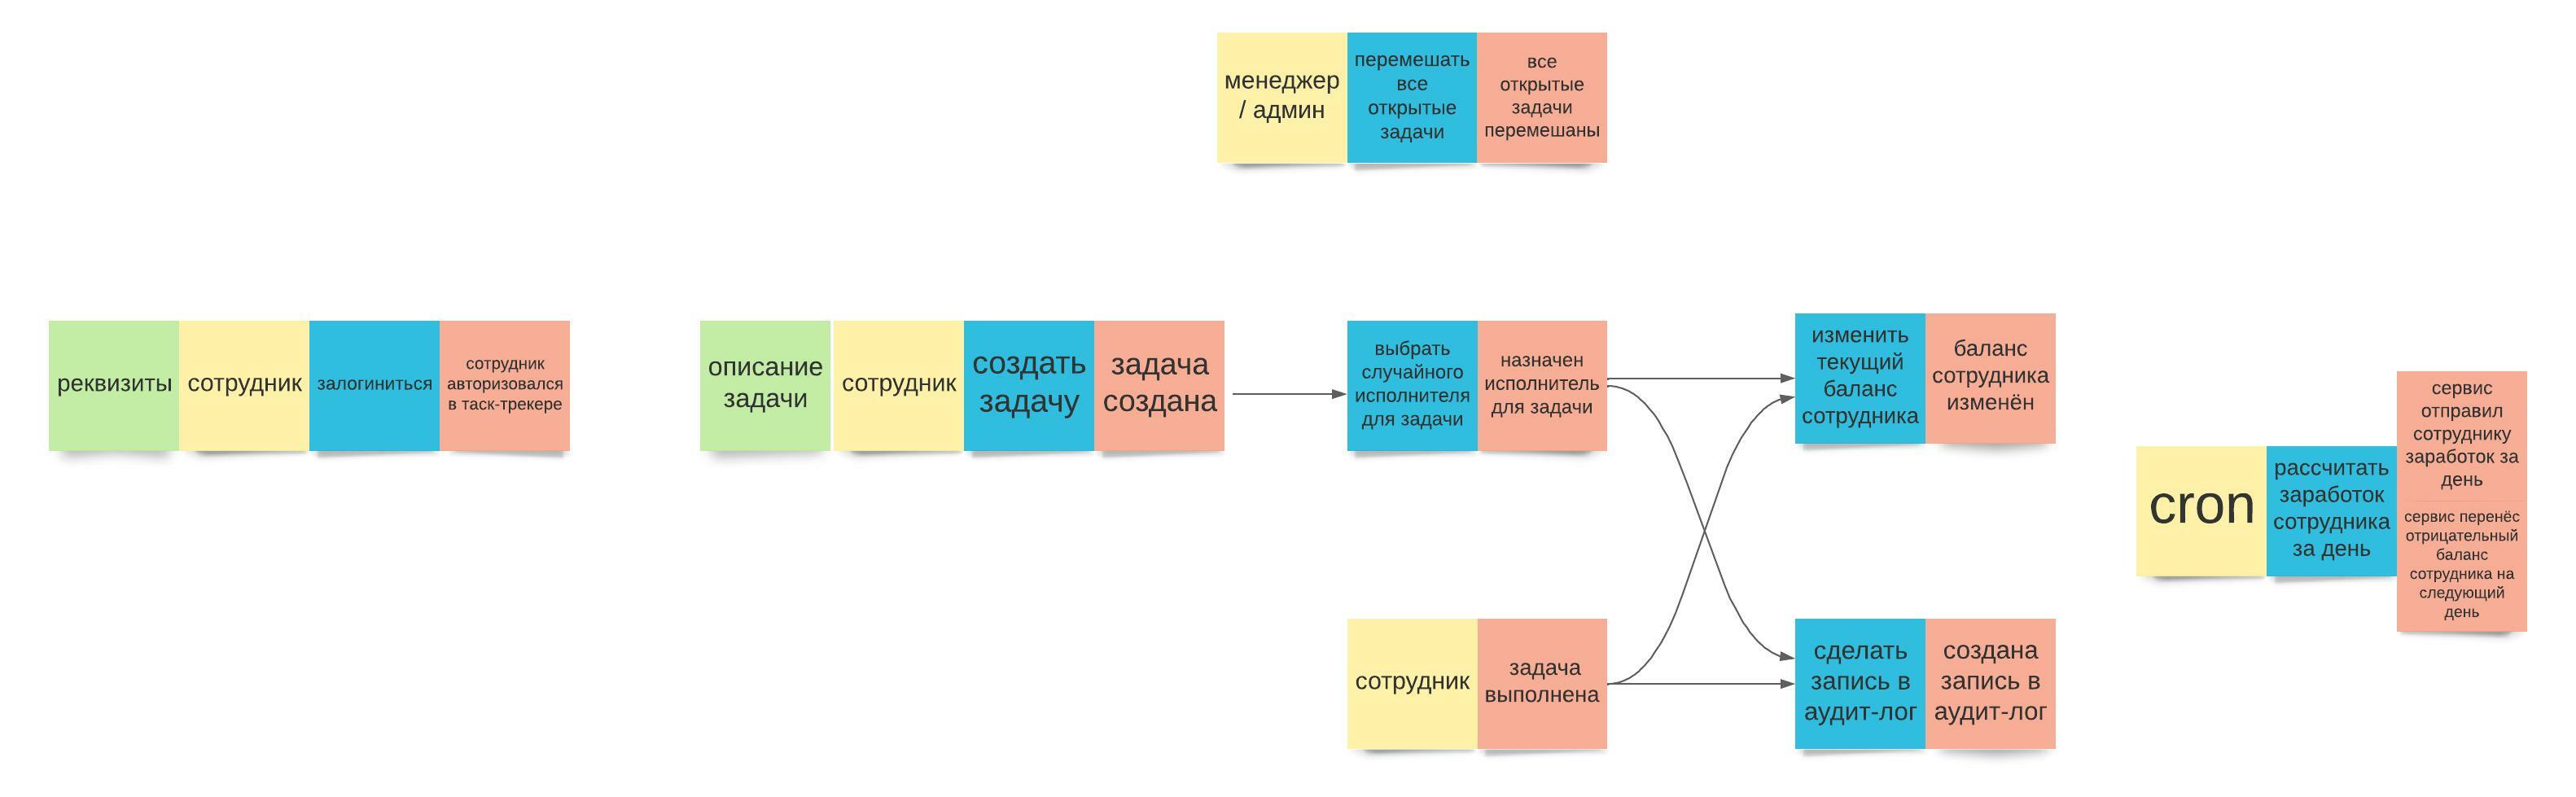 менеджер
/ админ
перемешать
все
открытые
задачи
все
открытые
задачи
перемешаны
реквизиты
сотрудник
залогиниться
сотрудник
авторизовался
в таск-трекере
описание
задачи
сотрудник
создать
задачу
задача
создана
выбрать
случайного
исполнителя
для задачи
назначен
исполнитель
для задачи
изменить
текущий
баланс
сотрудника
баланс
сотрудника
изменён
cron
рассчитать
заработок
сотрудника
за день
сервис
отправил
сотруднику
заработок за
день
сервис перенёс
отрицательный
баланс
сотрудника на
следующий
день
сотрудник
задача
выполнена
сделать
запись в
аудит-лог
создана
запись в
аудит-лог